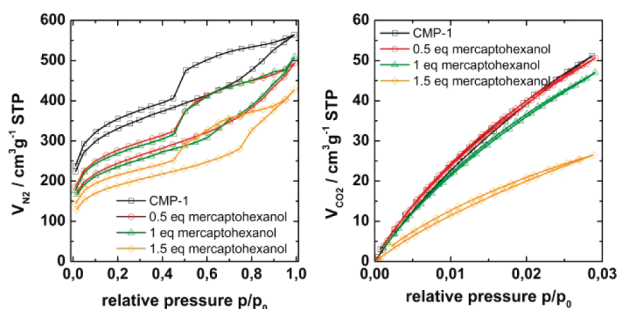 600
500
400
300
200
100
0
V_N2 / cm³g⁻¹ STP
CMP-1
0.5 eq mercaptohexanol
1 eq mercaptohexanol
1.5 eq mercaptohexanol
0,0 0,2 0,4 0,6 0,8 1,0
relative pressure p/p₀
60
50
40
30
20
10
0
V_CO2 / cm³g⁻¹ STP
CMP-1
0.5 eq mercaptohexanol
1 eq mercaptohexanol
1.5 eq mercaptohexanol
0,00 0,01 0,02 0,03
relative pressure p/p₀